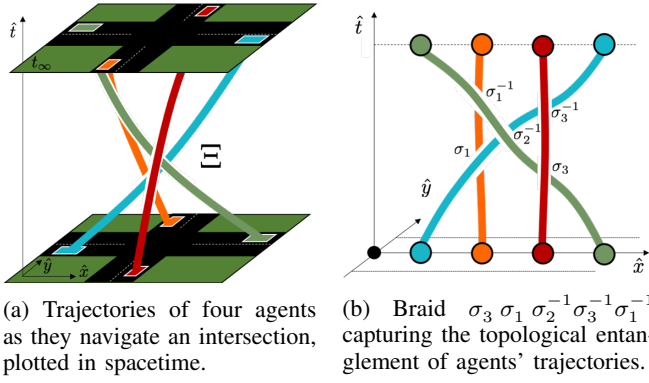 t̂
t∞
Ξ
ŷ
x̂
(a) Trajectories of four agents
as they navigate an intersection,
plotted in spacetime.
t̂
σ₁⁻¹
σ₃⁻¹
σ₂⁻¹
σ₁
σ₃
ŷ
x̂
(b) Braid σ₃ σ₁ σ₂⁻¹σ₃⁻¹σ₁⁻¹
capturing the topological entan-
glement of agents' trajectories.